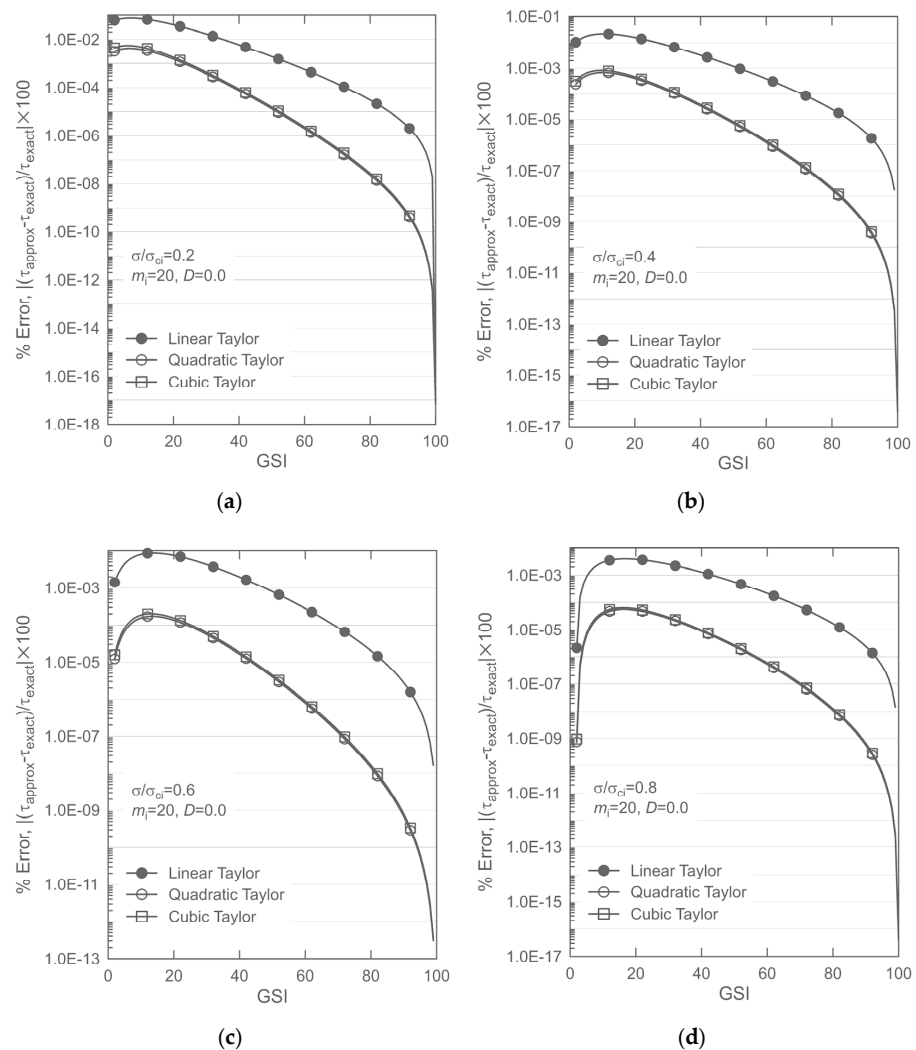 1.0E-02
1.0E-04
1.0E-06
1.0E-08
1.0E-10
1.0E-12
1.0E-14
1.0E-16
1.0E-18
% Error, |(τapprox-τexact)/τexact|×100
σ/σci=0.2
mi=20, D=0.0
Linear Taylor
Quadratic Taylor
Cubic Taylor
0 20 40 60 80 100
GSI
(a)
1.0E-01
1.0E-03
1.0E-05
1.0E-07
1.0E-09
1.0E-11
1.0E-13
1.0E-15
1.0E-17
% Error, |(τapprox-τexact)/τexact|×100
σ/σci=0.4
mi=20, D=0.0
Linear Taylor
Quadratic Taylor
Cubic Taylor
0 20 40 60 80 100
GSI
(b)
1.0E-03
1.0E-05
1.0E-07
1.0E-09
1.0E-11
1.0E-13
% Error, |(τapprox-τexact)/τexact|×100
σ/σci=0.6
mi=20, D=0.0
Linear Taylor
Quadratic Taylor
Cubic Taylor
0 20 40 60 80 100
GSI
(c)
1.0E-03
1.0E-05
1.0E-07
1.0E-09
1.0E-11
1.0E-13
1.0E-15
1.0E-17
% Error, |(τapprox-τexact)/τexact|×100
σ/σci=0.8
mi=20, D=0.0
Linear Taylor
Quadratic Taylor
Cubic Taylor
0 20 40 60 80 100
GSI
(d)